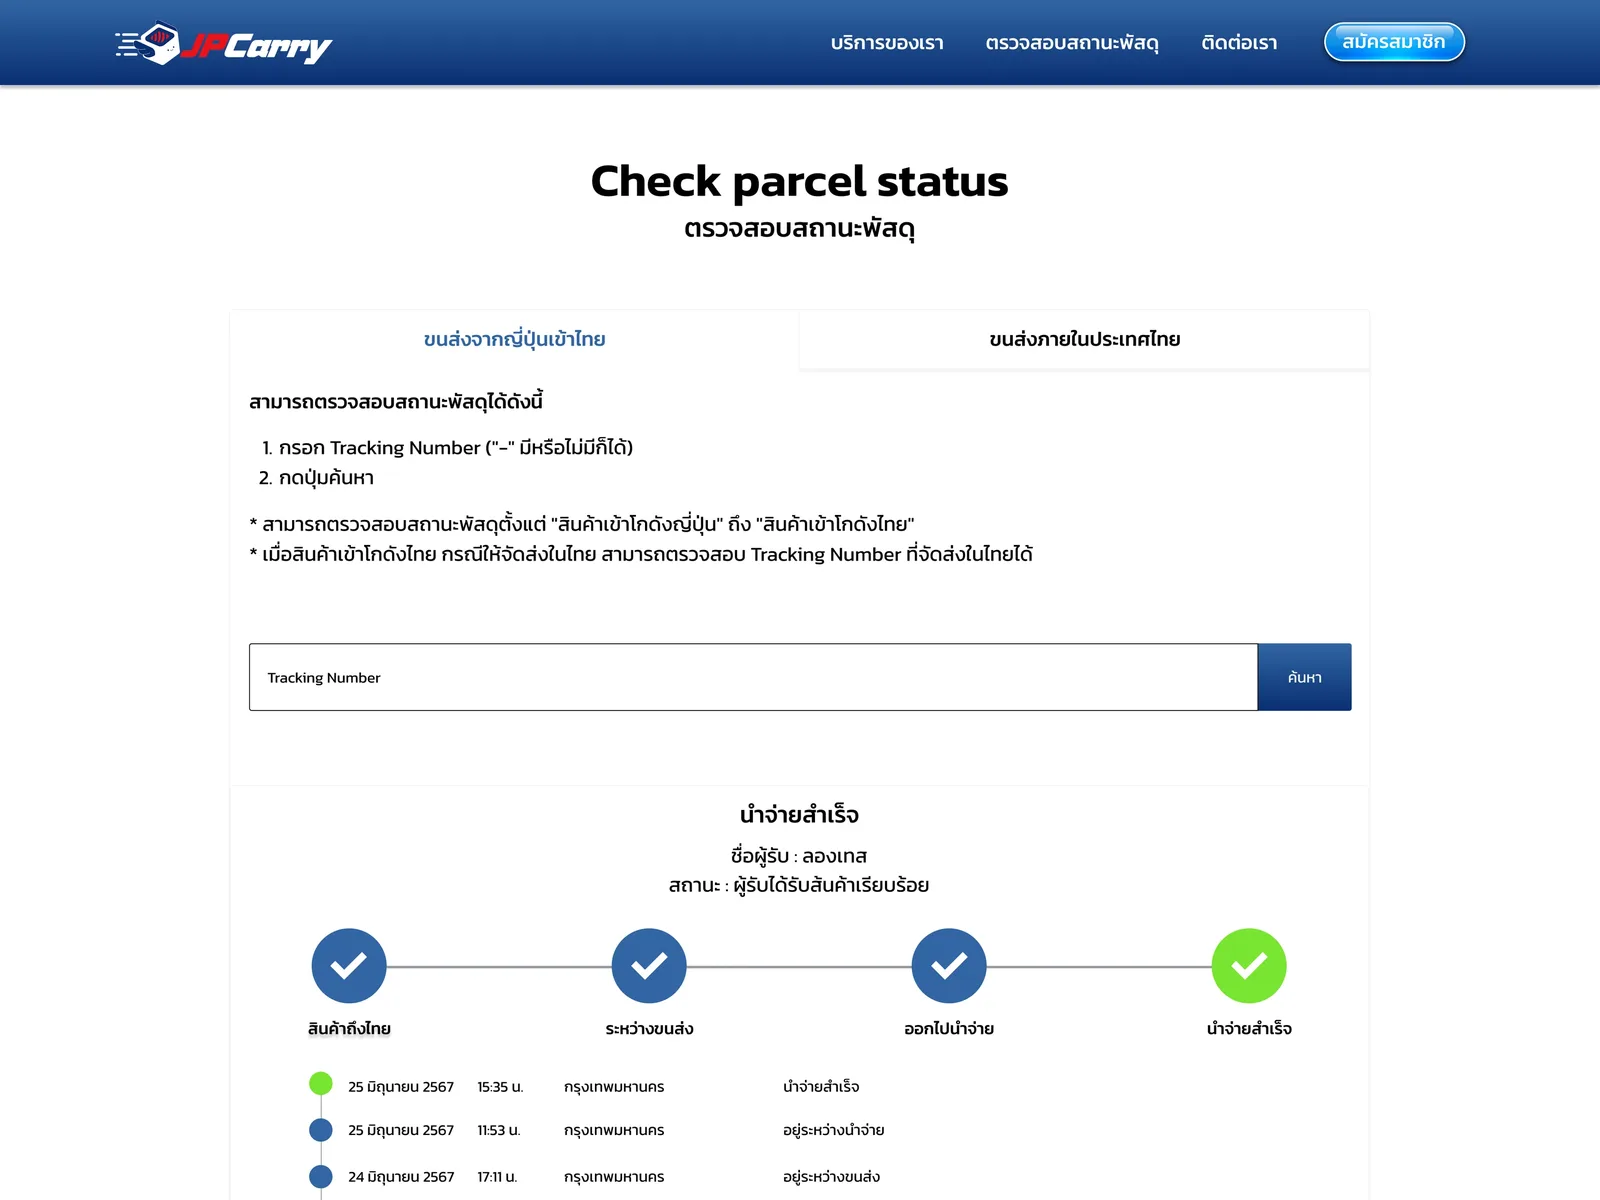 JPCarry
บริการของเรา ตรวจสอบสถานะพัสดุ ติดต่อเรา สมัครสมาชิก
Check parcel status
ตรวจสอบสถานะพัสดุ
ขนส่งจากญี่ปุ่นเข้าไทย ขนส่งภายในประเทศไทย
สามารถตรวจสอบสถานะพัสดุได้ดังนี้
1. กรอก Tracking Number ("-" มีหรือไม่มีก็ได้)
2. กดปุ่มค้นหา
* สามารถตรวจสอบสถานะพัสดุตั้งแต่ "สินค้าเข้าโกดังญี่ปุ่น" ถึง "สินค้าเข้าโกดังไทย"
* เมื่อสินค้าเข้าโกดังไทย กรณีให้จัดส่งในไทย สามารถตรวจสอบ Tracking Number ที่จัดส่งในไทยได้
Tracking Number ค้นหา
นำจ่ายสำเร็จ
ชื่อผู้รับ : ลองเทส
สถานะ : ผู้รับได้รับส้นค้าเรียบร้อย
สินค้าถึงไทย ระหว่างขนส่ง ออกไปนำจ่าย นำจ่ายสำเร็จ
25 มิถุนายน 2567 15:35 น. กรุงเทพมหานคร นำจ่ายสำเร็จ
25 มิถุนายน 2567 11:53 น. กรุงเทพมหานคร อยู่ระหว่างนำจ่าย
24 มิถุนายน 2567 17:11 น. กรุงเทพมหานคร อยู่ระหว่างขนส่ง